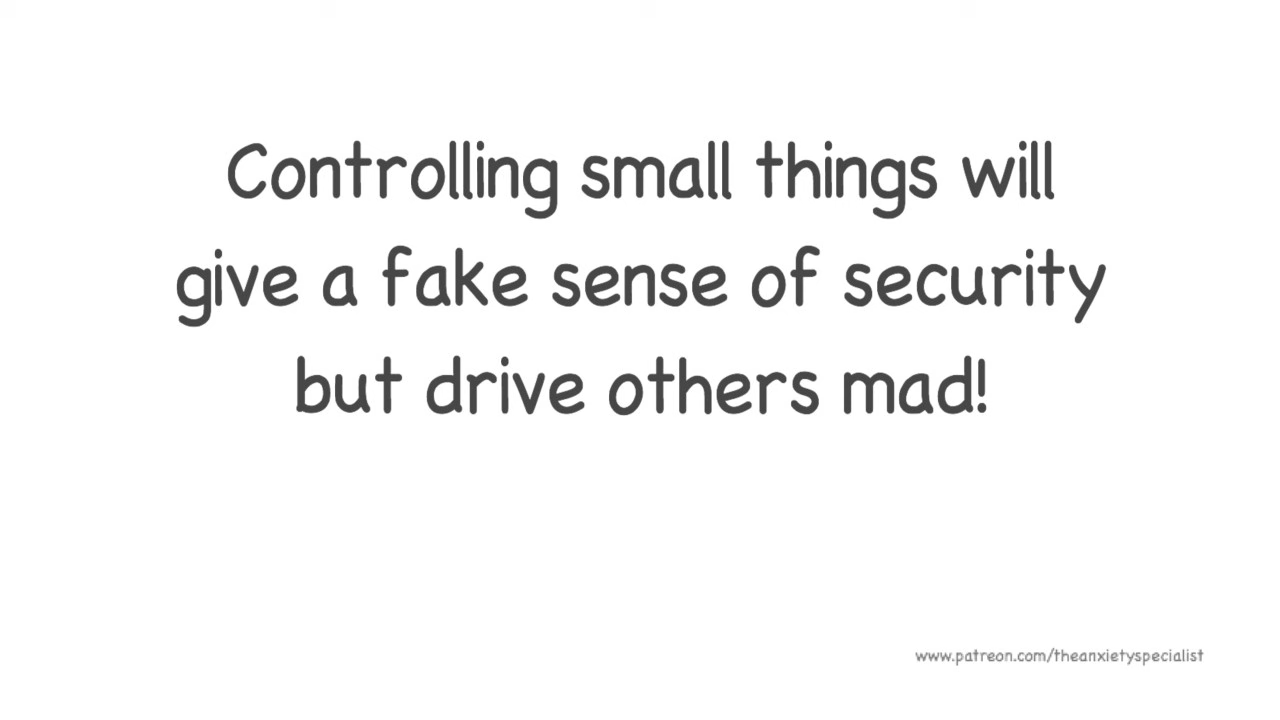 Controlling small things will
give a fake sense of security
but drive others mad!
www.patreon.com/theanxietyspecialist